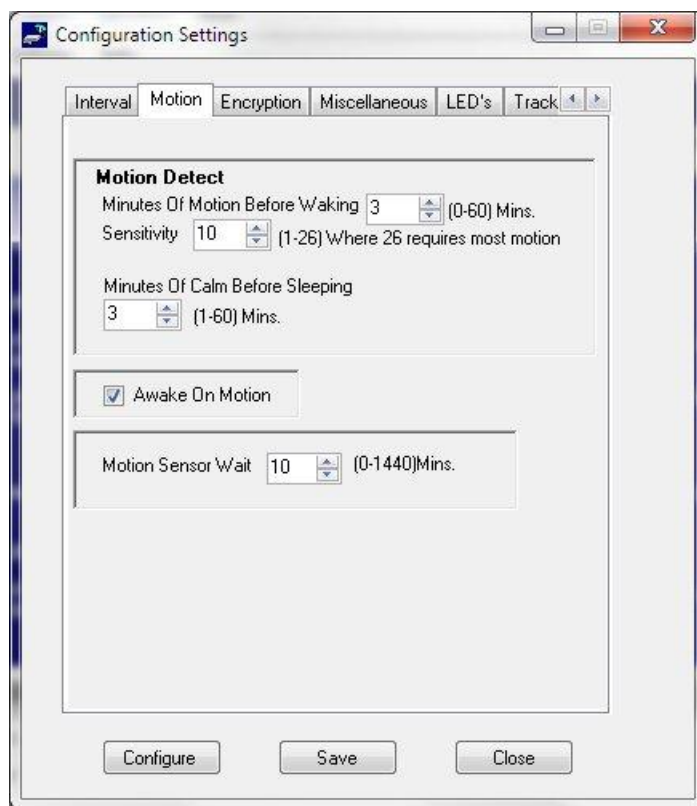 Configuration Settings
Interval Motion Encryption Miscellaneous LED's Track
Motion Detect
Minutes Of Motion Before Waking 3 (0-60) Mins.
Sensitivity 10 (1-26) Where 26 requires most motion
Minutes Of Calm Before Sleeping
3 (1-60) Mins.
Awake On Motion
Motion Sensor Wait 10 (0-1440)Mins.
Configure Save Close